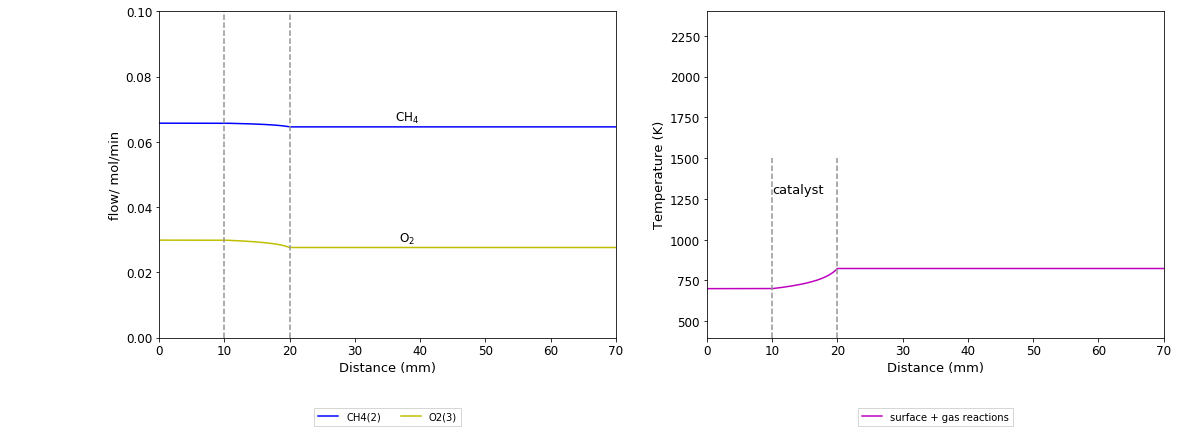 flow/ mol/min
0.10
0.08
0.06
0.04
0.02
0.00
CH4
O2
0 10 20 30 40 50 60 70
Distance (mm)
CH4(2) O2(3)
Temperature (K)
2250
2000
1750
1500
1250
1000
750
500
catalyst
0 10 20 30 40 50 60 70
Distance (mm)
surface + gas reactions